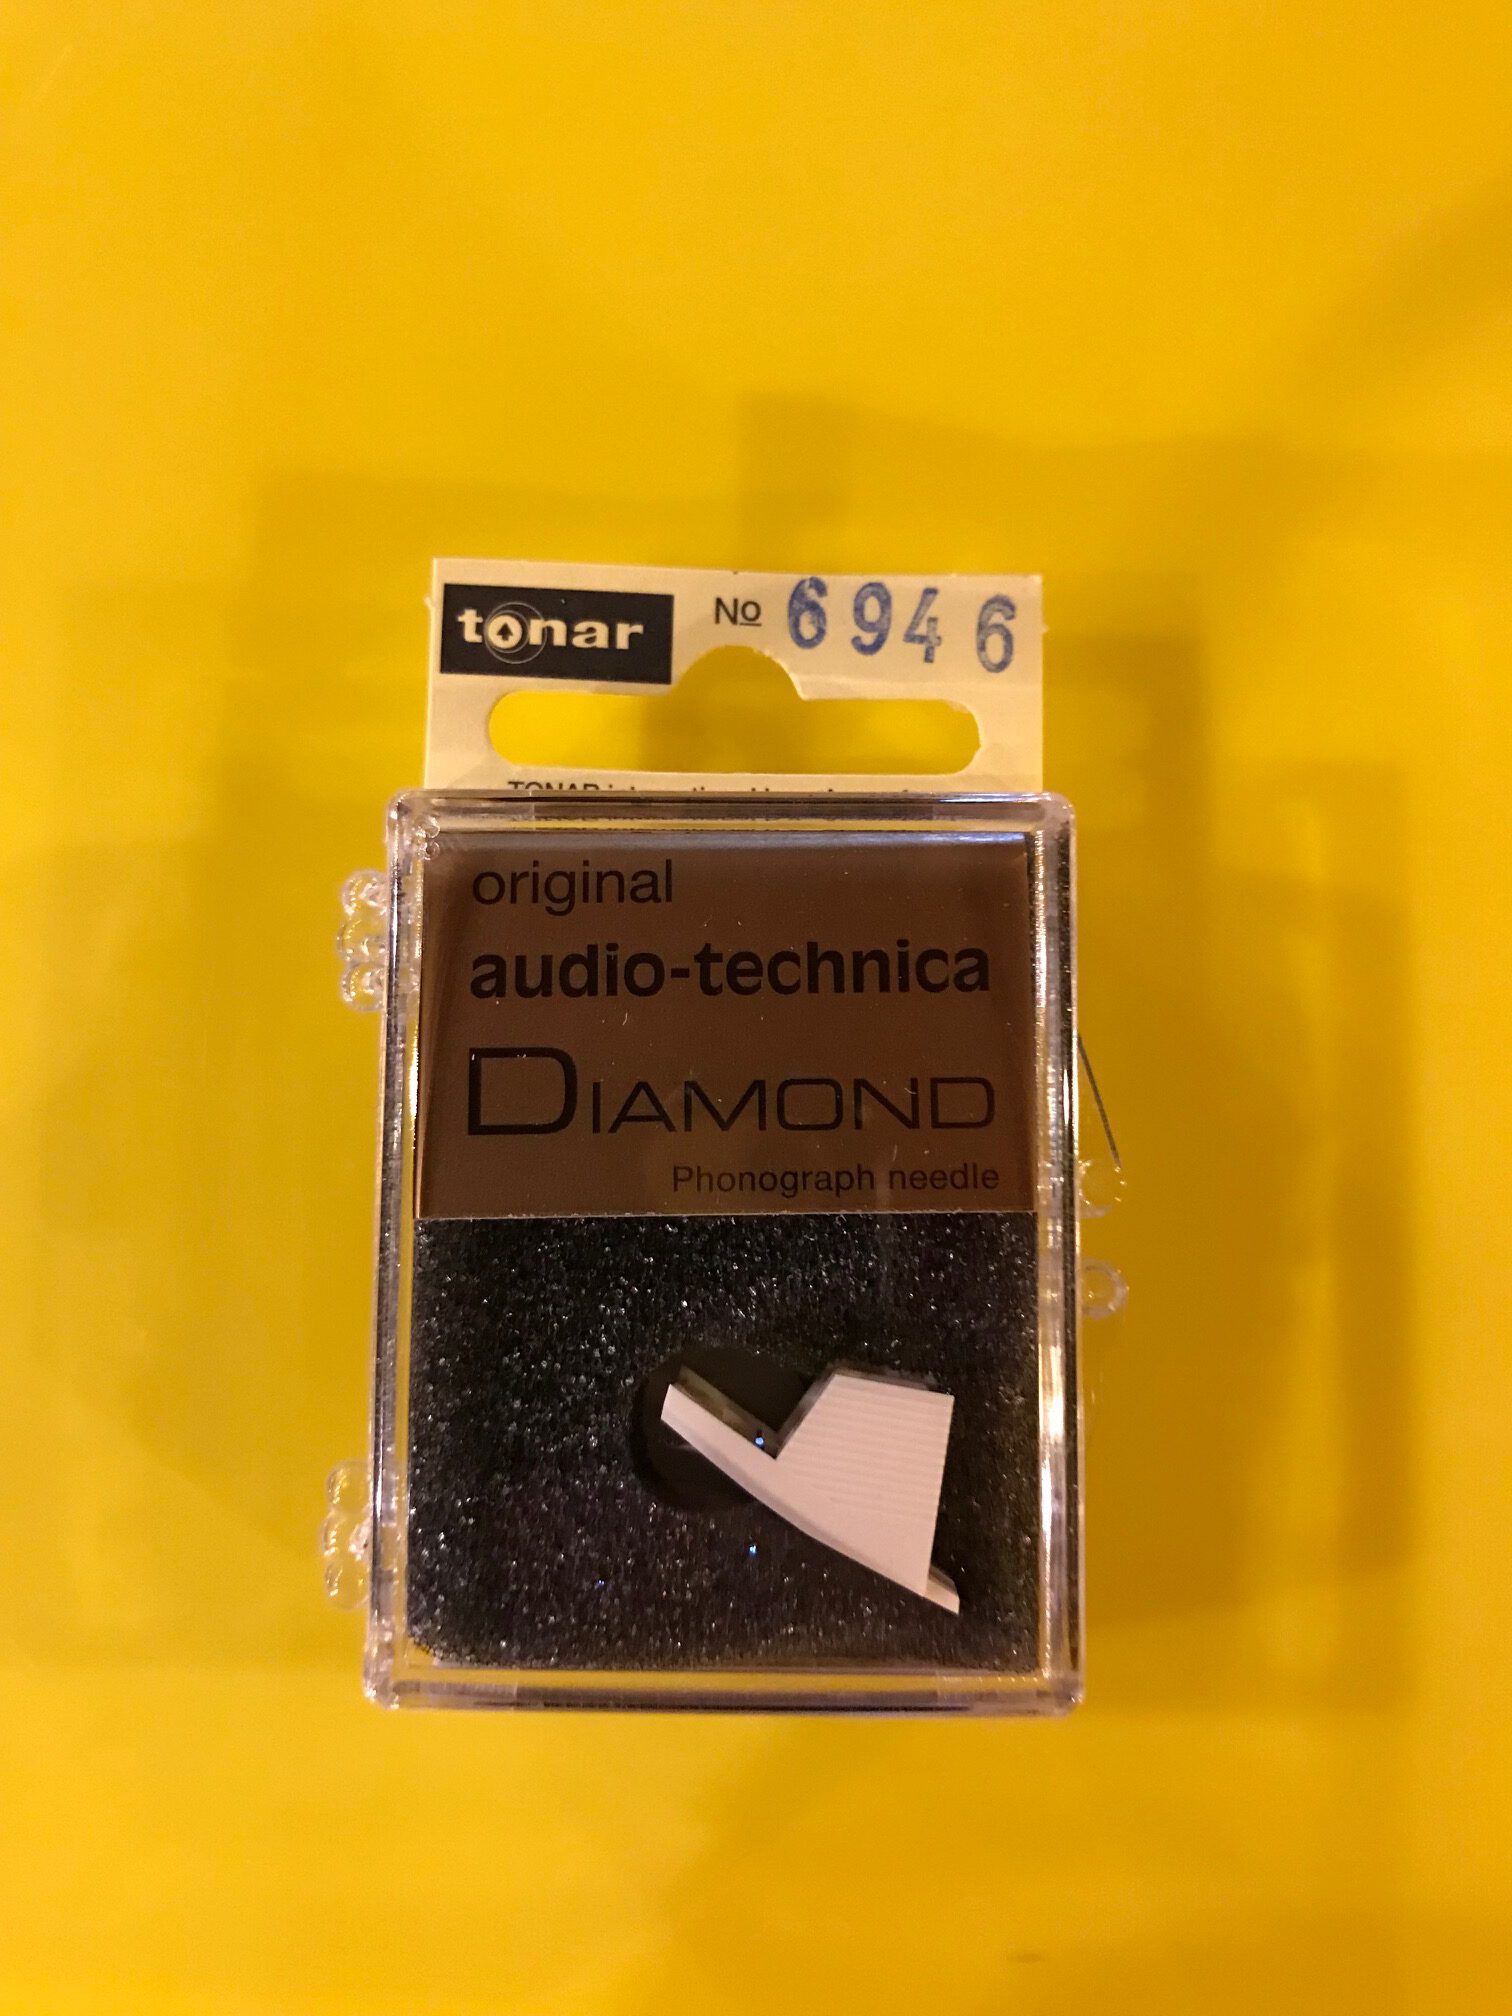 tonar No 6946
original
audio-technica
DIAMOND
Phonograph needle